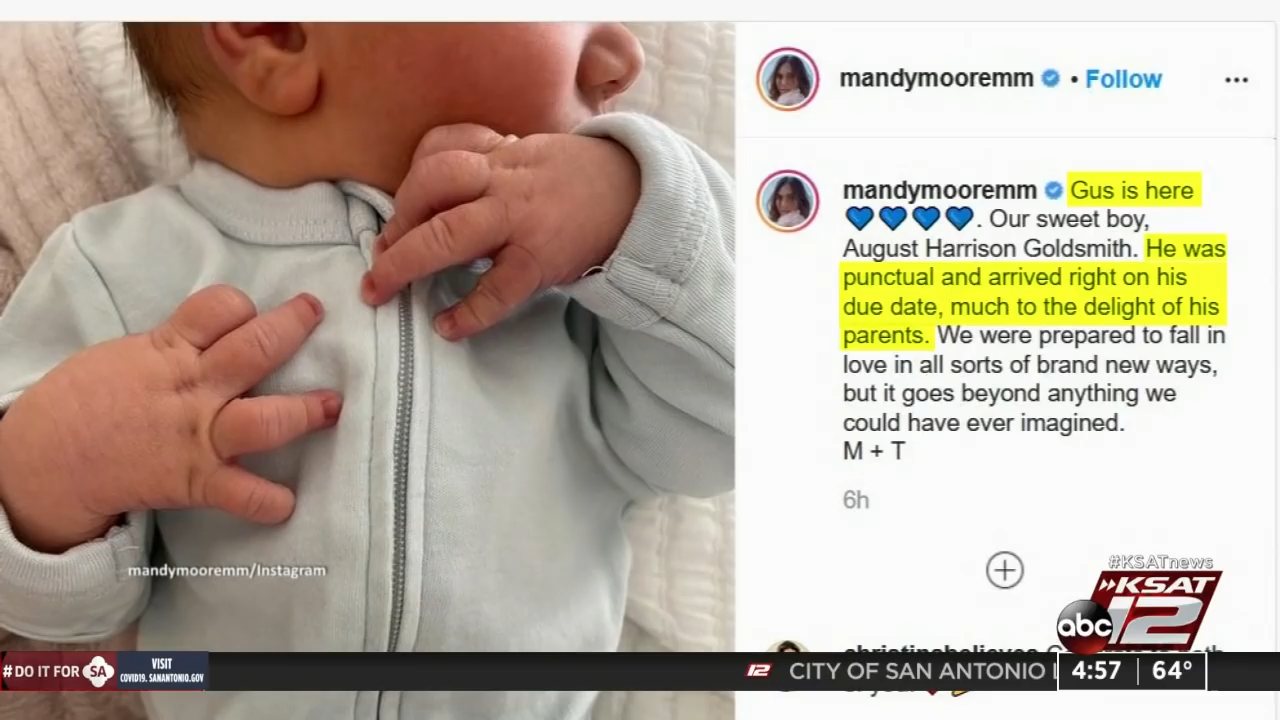 mandymooremm • Follow
mandymooremm Gus is here
💙💙💙💙. Our sweet boy,
August Harrison Goldsmith. He was
punctual and arrived right on his
due date, much to the delight of his
parents. We were prepared to fall in
love in all sorts of brand new ways,
but it goes beyond anything we
could have ever imagined.
M + T
6h
mandymooremm/Instagram
#KSATnews
KSAT
abc 12
#DO IT FOR SA
VISIT
COVID19.SANANTONIO.GOV
12 CITY OF SAN ANTONIO
4:57 64°